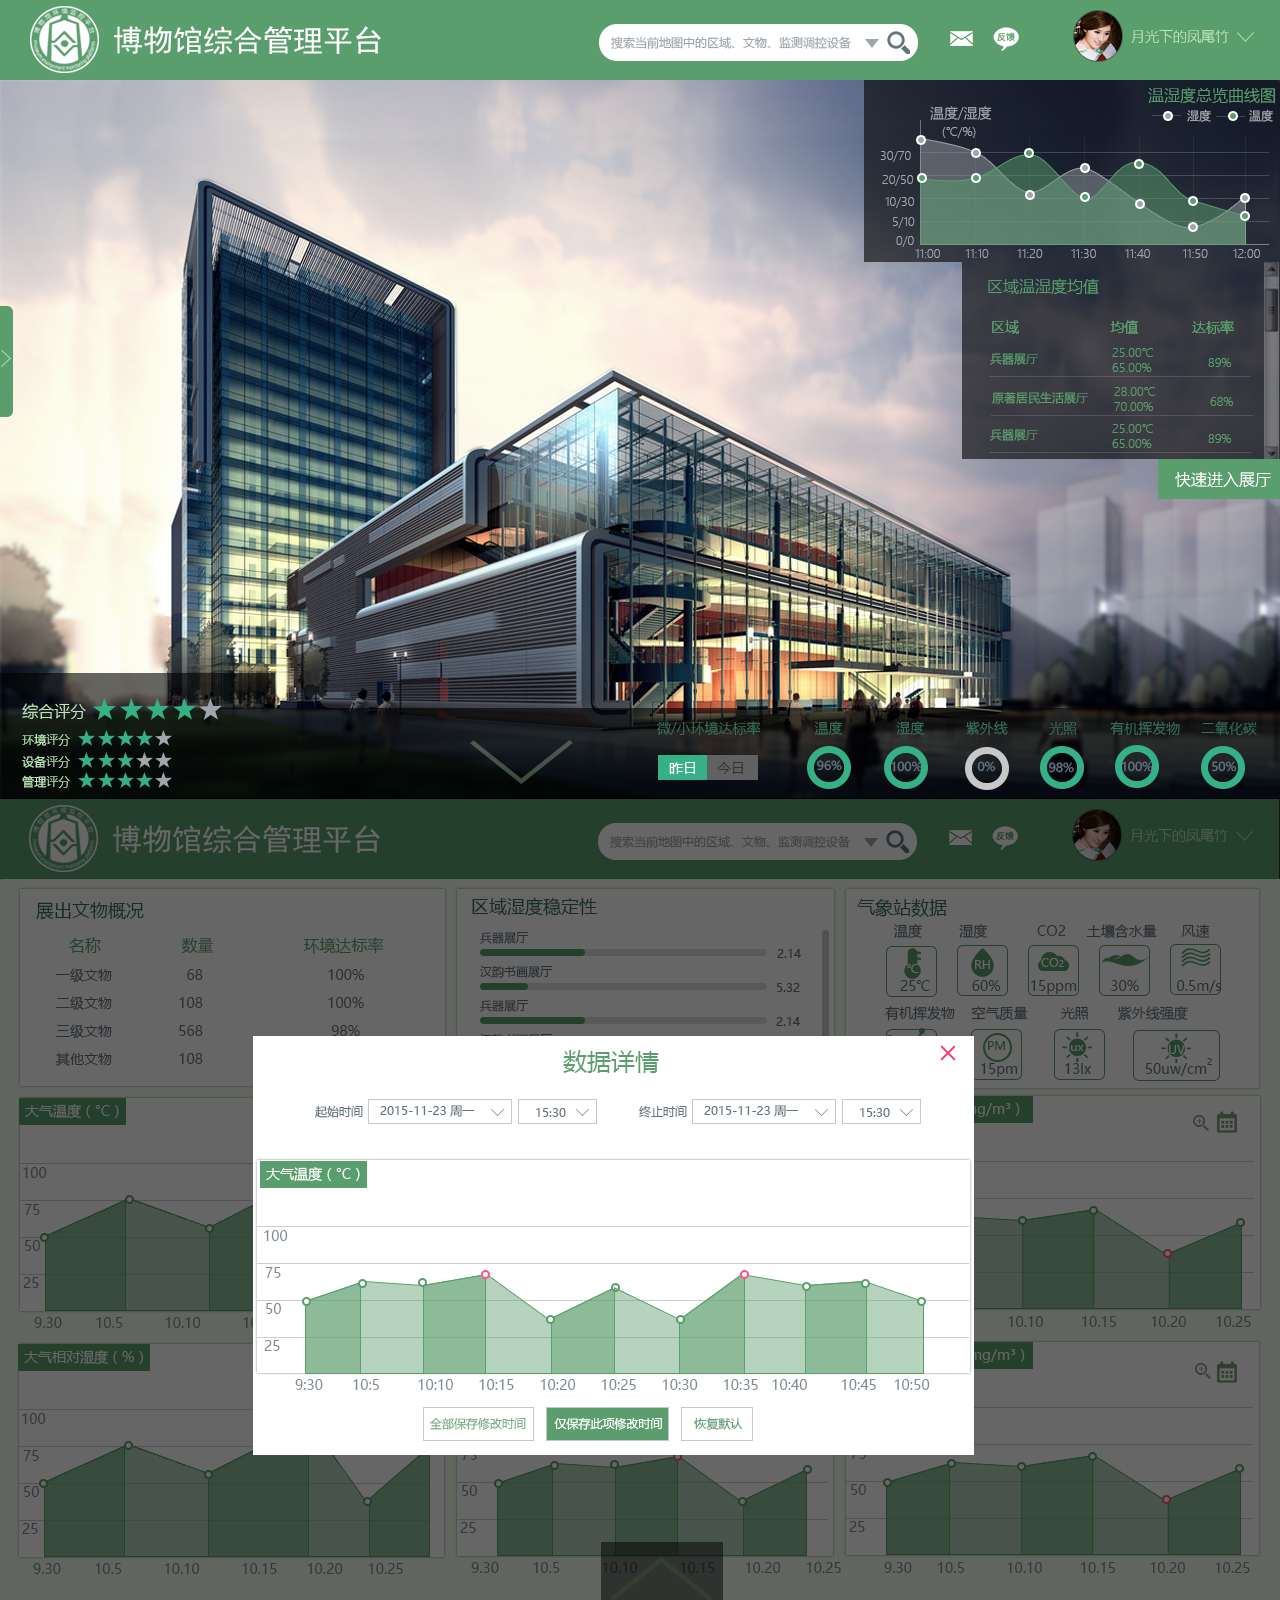 博物馆综合管理平台
搜索当前地图中的区域、文物、监测调控设备
反馈
月光下的凤尾竹
温湿度总览曲线图
温度/湿度
(℃/%)
湿度 温度
30/70
20/50
10/30
5/10
0/0
11:00 11:10 11:20 11:30 11:40 11:50 12:00
区域温湿度均值
区域 均值 达标率
兵器展厅 25.00℃ 65.00% 89%
原著居民生活展厅 28.00℃ 70.00% 68%
兵器展厅 25.00℃ 65.00% 89%
快速进入展厅
综合评分
环境评分
设备评分
管理评分
微/小环境达标率 温度 湿度 紫外线 光照 有机挥发物 二氧化碳
昨日 今日 96% 100% 0% 98% 100% 50%
博物馆综合管理平台
搜索当前地图中的区域、文物、监测调控设备
反馈
月光下的凤尾竹
展出文物概况
名称 数量 环境达标率
一级文物 68 100%
二级文物 108 100%
三级文物 568 98%
其他文物 108
区域湿度稳定性
兵器展厅
2.14
汉韵书画展厅
5.32
兵器展厅
2.14
气象站数据
温度 湿度 CO2 土壤含水量 风速
℃ RH CO2
25℃ 60% 15ppm 30% 0.5m/s
有机挥发物 空气质量 光照 紫外线强度
PM UX UV
15pm 13lx 50uw/cm²
数据详情
起始时间 2015-11-23 周一 15:30 终止时间 2015-11-23 周一 15:30
大气温度（℃）
100
75
50
25
9:30 10:5 10:10 10:15 10:20 10:25 10:30 10:35 10:40 10:45 10:50
全部保存修改时间 仅保存此项修改时间 恢复默认
大气温度（℃）
100
75
50
25
9.30 10.5 10.10
mg/m³）
10.10 10.15 10.20 10.25
大气相对湿度（%）
100
75
50
25
9.30 10.5 10.10 10.15 10.20 10.25
50
25
9.30 10.5 10.10 10.15 10.20 10.25
mg/m³）
75
50
25
9.30 10.5 10.10 10.15 10.20 10.25